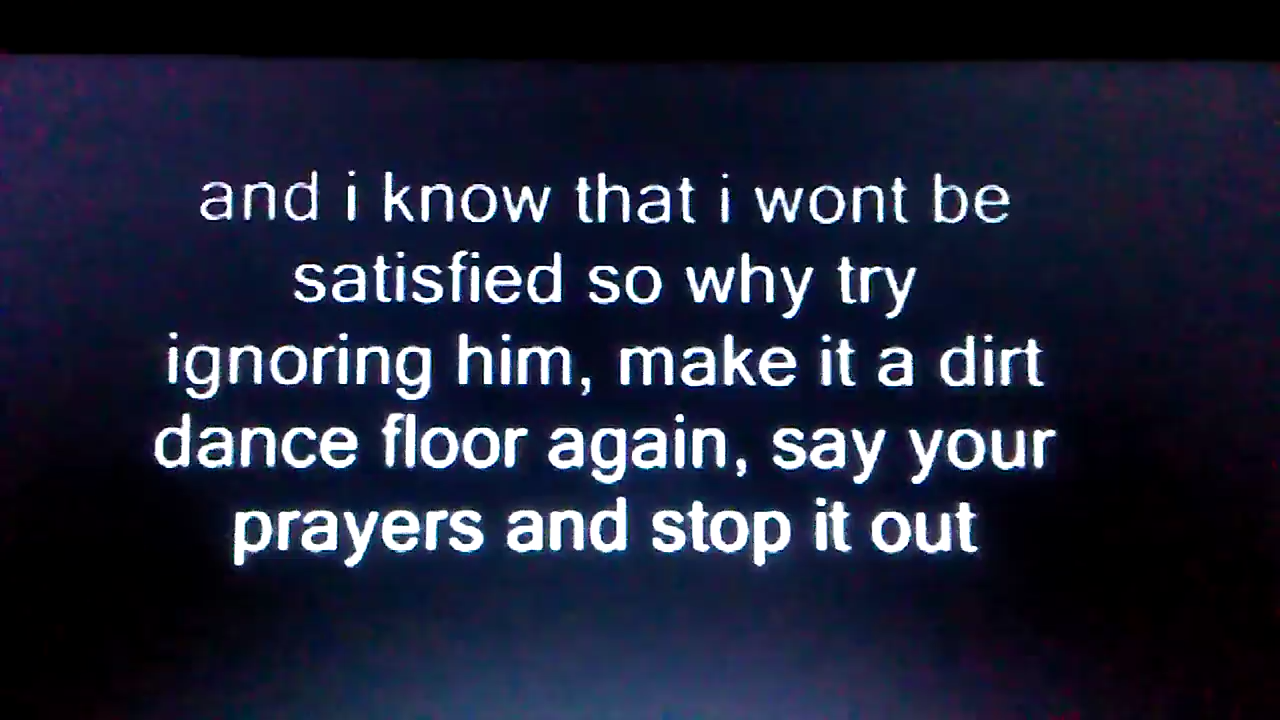 and i know that i wont be
satisfied so why try
ignoring him, make it a dirt
dance floor again, say your
prayers and stop it out